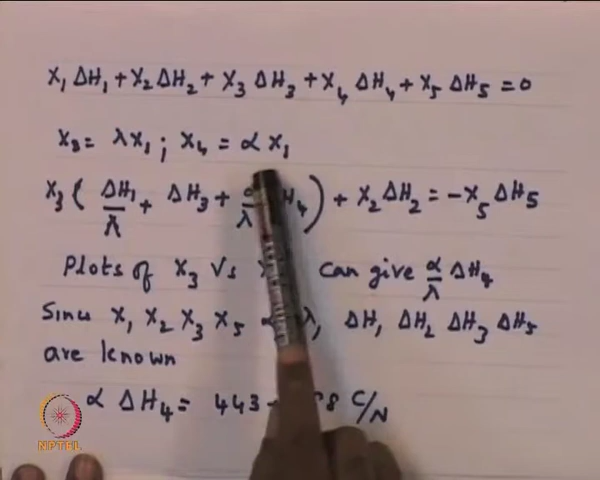 X₁ ΔH₁ + X₂ ΔH₂ + X₃ ΔH₃ + X₄ ΔH₄ + X₅ ΔH₅ = 0
X₃ = λX₁ ; X₄ = α X₁
X₃ ( ΔH₁/λ + ΔH₃ + /λ H₄ ) + X₂ ΔH₂ = -X₅ ΔH₅
Plots of X₃ Vs can give α/λ ΔH₄
Since X₁ X₂ X₃ X₅ λ, ΔH₁ ΔH₂ ΔH₃ ΔH₅
are known
α ΔH₄ = 443 8 C/N
NPTEL